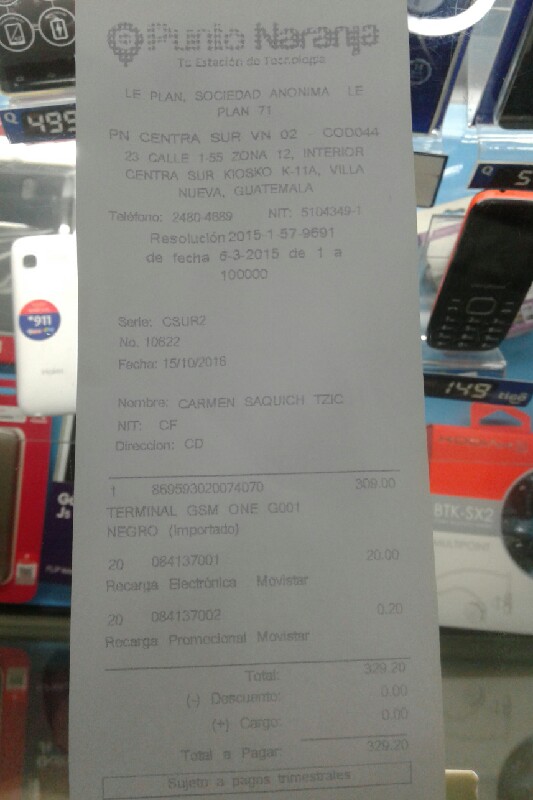 Punto Naranja
Tu Estación de Tecnología
LE PLAN, SOCIEDAD ANONIMA LE
PLAN 71
PN CENTRA SUR VN 02 - COD044
23 CALLE 1-55 ZONA 12, INTERIOR
CENTRA SUR KIOSKO K-11A, VILLA
NUEVA, GUATEMALA
Teléfono: 2480-4889 NIT: 5104349-1
Resolución 2015-1-57-9691
de fecha 6-3-2015 de 1 a
100000
Serie: CSUR2
No. 10622
Fecha: 15/10/2016
Nombre: CARMEN SAQUICH TZIC
NIT: CF
Direccion: CD
1 869593020074070 309.00
TERMINAL GSM ONE G001
NEGRO (Importado)
20 084137001 20.00
Recarga Electrónica Movistar
20 084137002 0.20
Recarga Promocional Movistar
Total: 329.20
(-) Descuento: 0.00
(+) Cargo: 0.00
Total a Pagar: 329.20
Sujeto a pagos trimestrales
Q 499
*911
Q 5
149 tigo
BTK-SX2